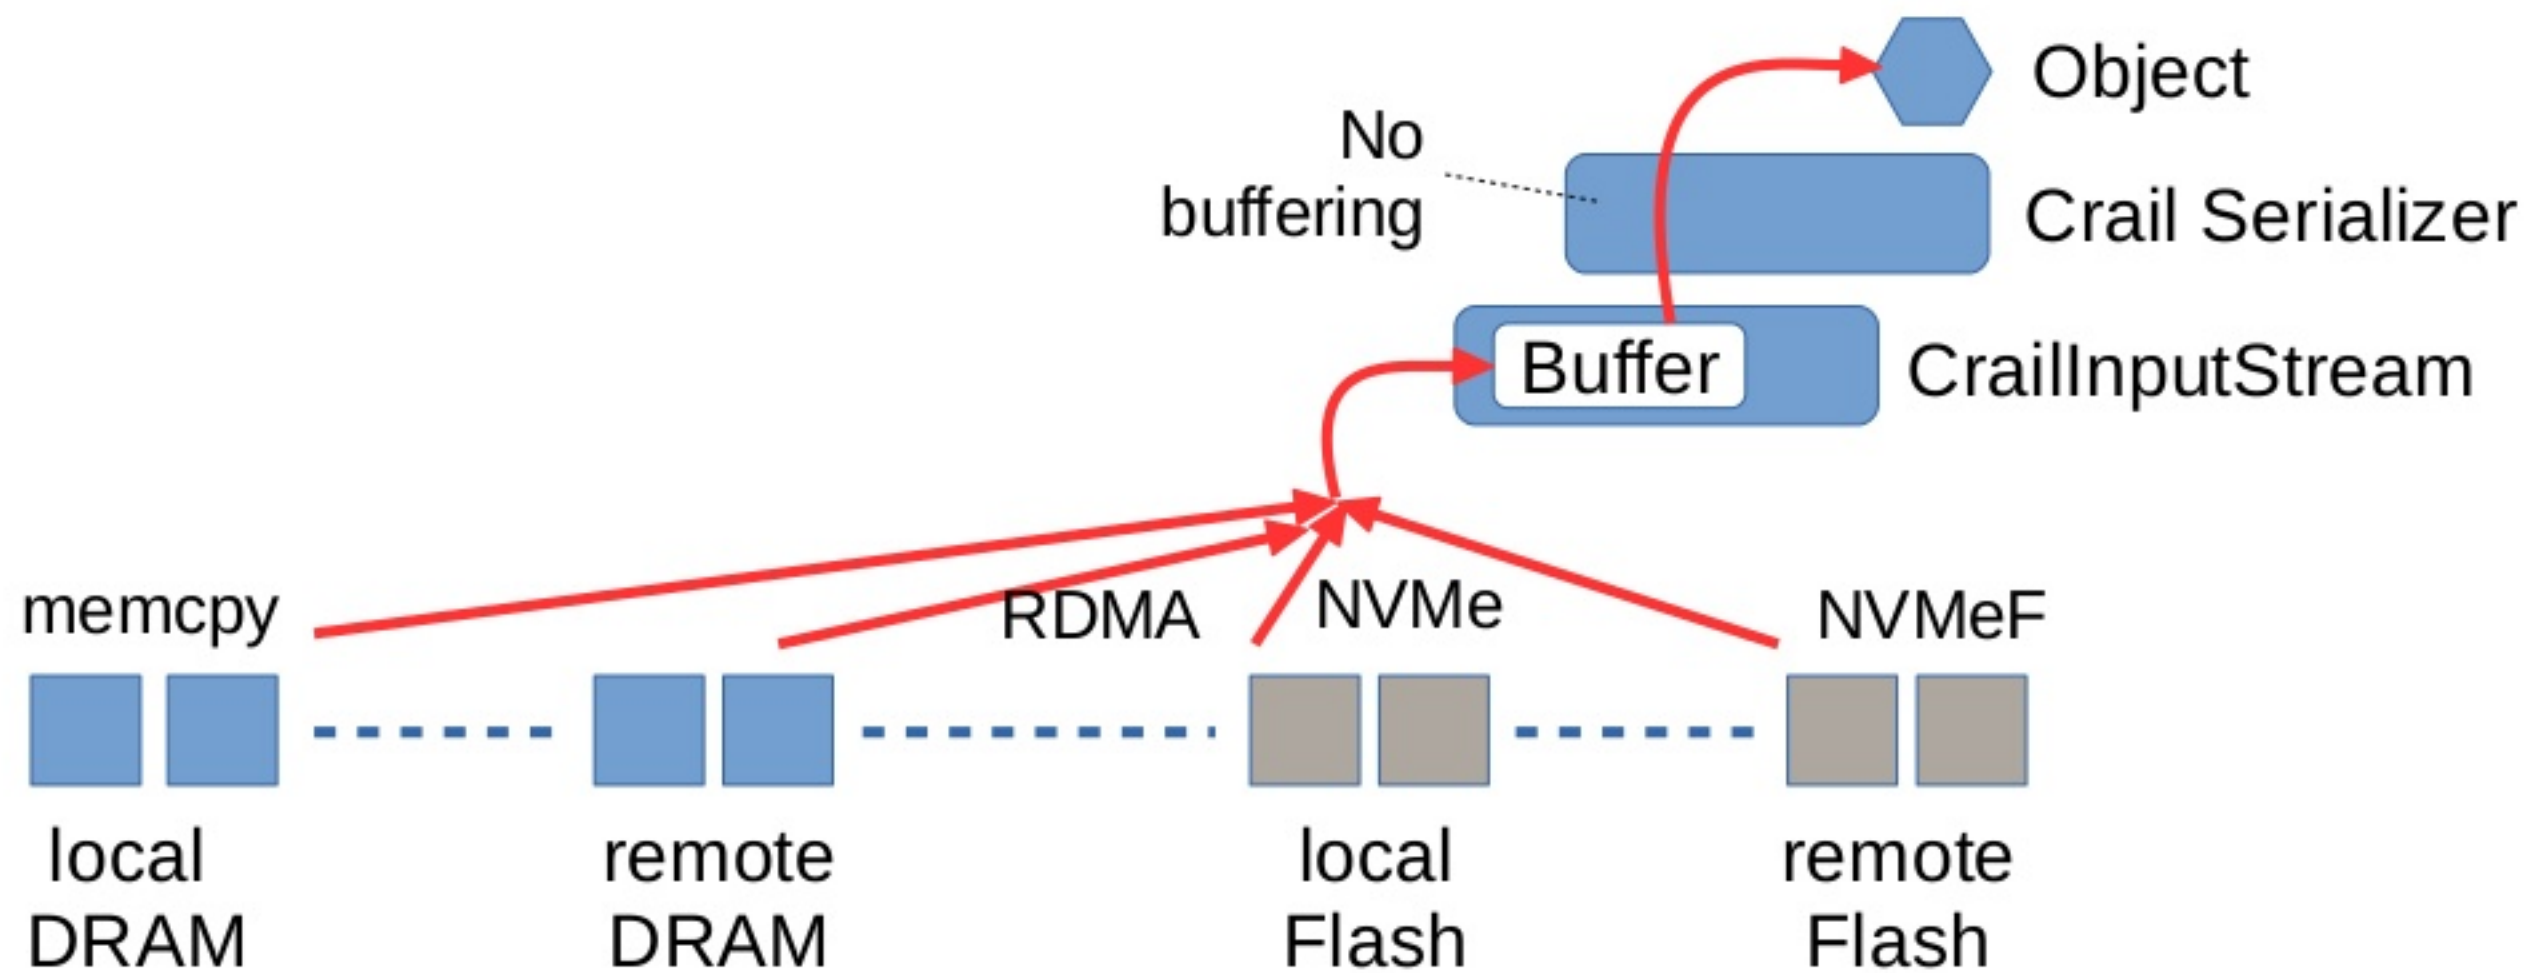 Object
No
buffering
Crail Serializer
Buffer
CrailInputStream
memcpy
RDMA
NVMe
NVMeF
local
DRAM
remote
DRAM
local
Flash
remote
Flash